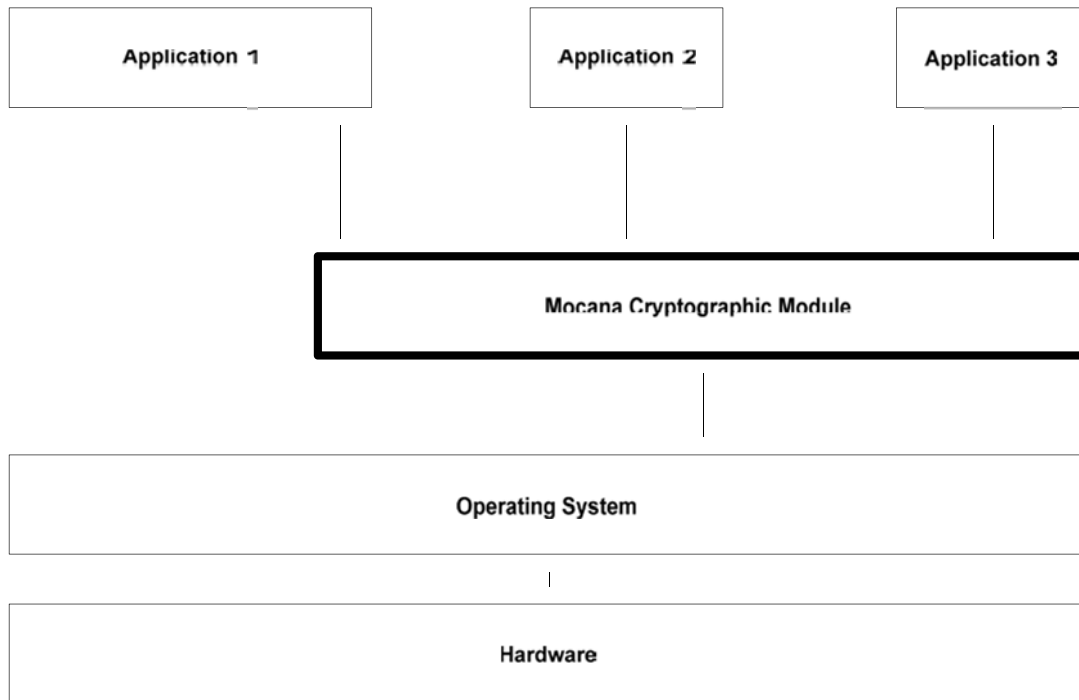 Application 1
Application 2
Application 3
Mocana Cryptographic Module
Operating System
Hardware